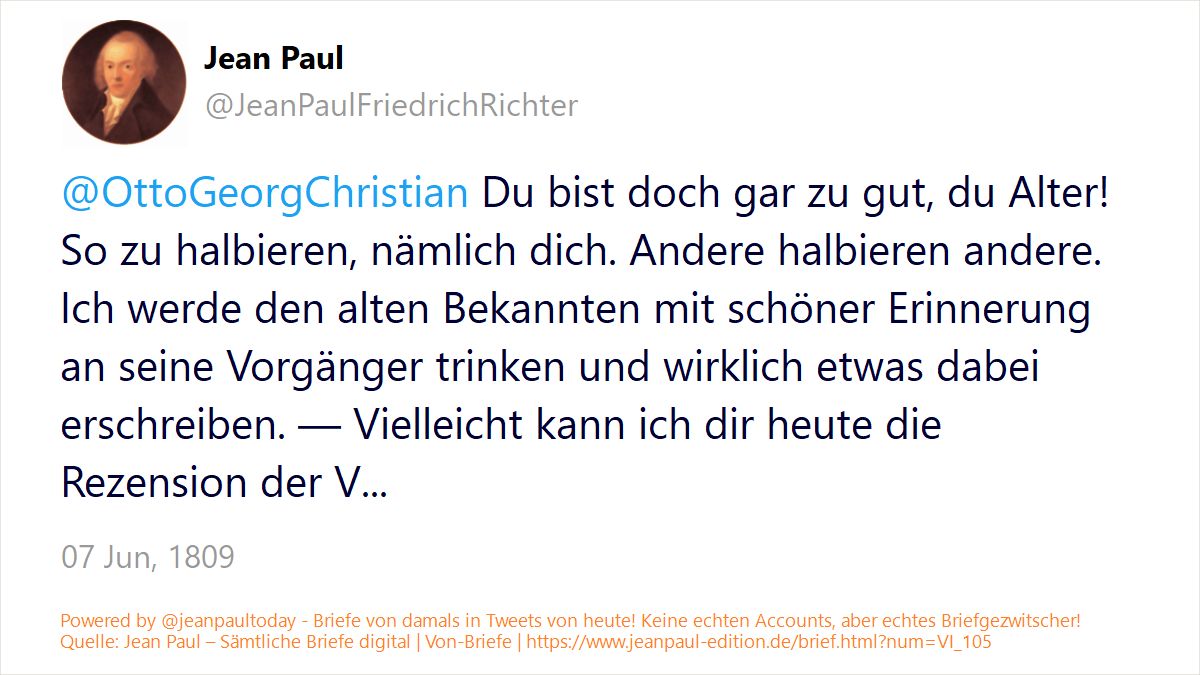 Jean Paul
@JeanPaulFriedrichRichter
@OttoGeorgChristian Du bist doch gar zu gut, du Alter!
So zu halbieren, nämlich dich. Andere halbieren andere.
Ich werde den alten Bekannten mit schöner Erinnerung
an seine Vorgänger trinken und wirklich etwas dabei
erschreiben. — Vielleicht kann ich dir heute die
Rezension der V...
07 Jun, 1809
Powered by @jeanpaultoday - Briefe von damals in Tweets von heute! Keine echten Accounts, aber echtes Briefgezwitscher!
Quelle: Jean Paul – Sämtliche Briefe digital | Von-Briefe | https://www.jeanpaul-edition.de/brief.html?num=VI_105